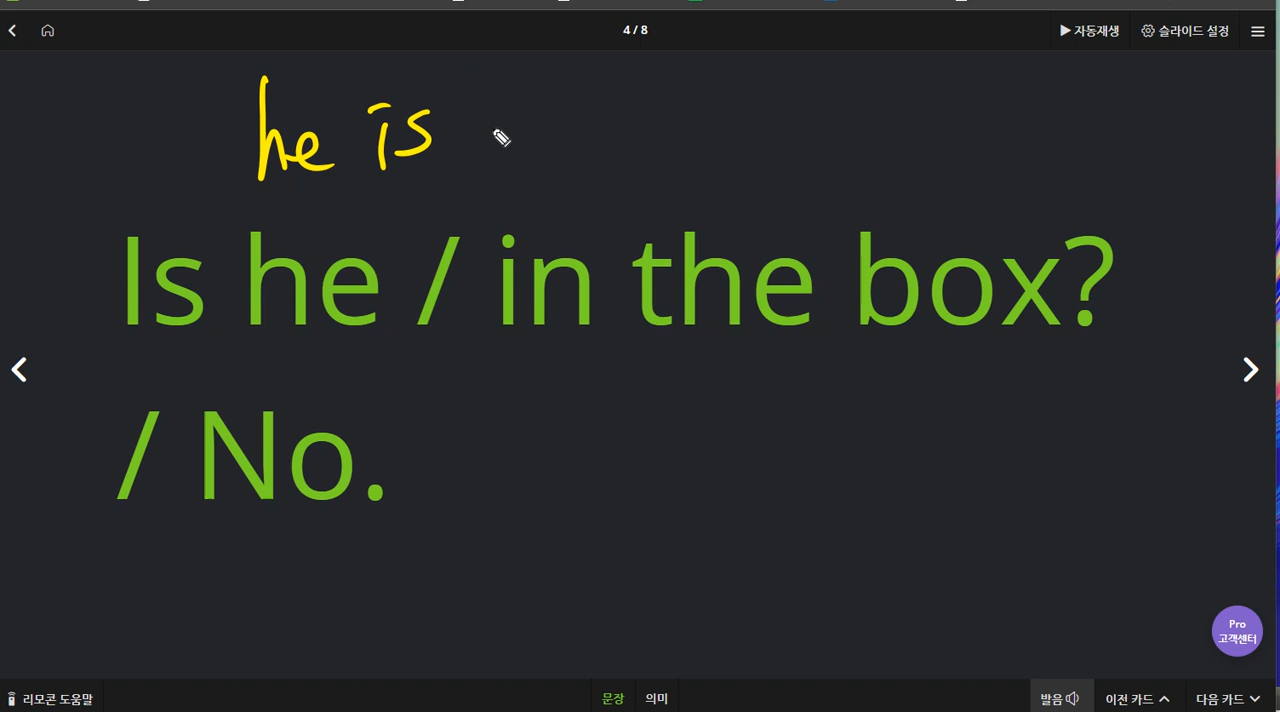 4 / 8
자동재생
슬라이드 설정
he is
Is he / in the box?
/ No.
Pro
고객센터
리모콘 도움말
문장
의미
발음
이전 카드
다음 카드